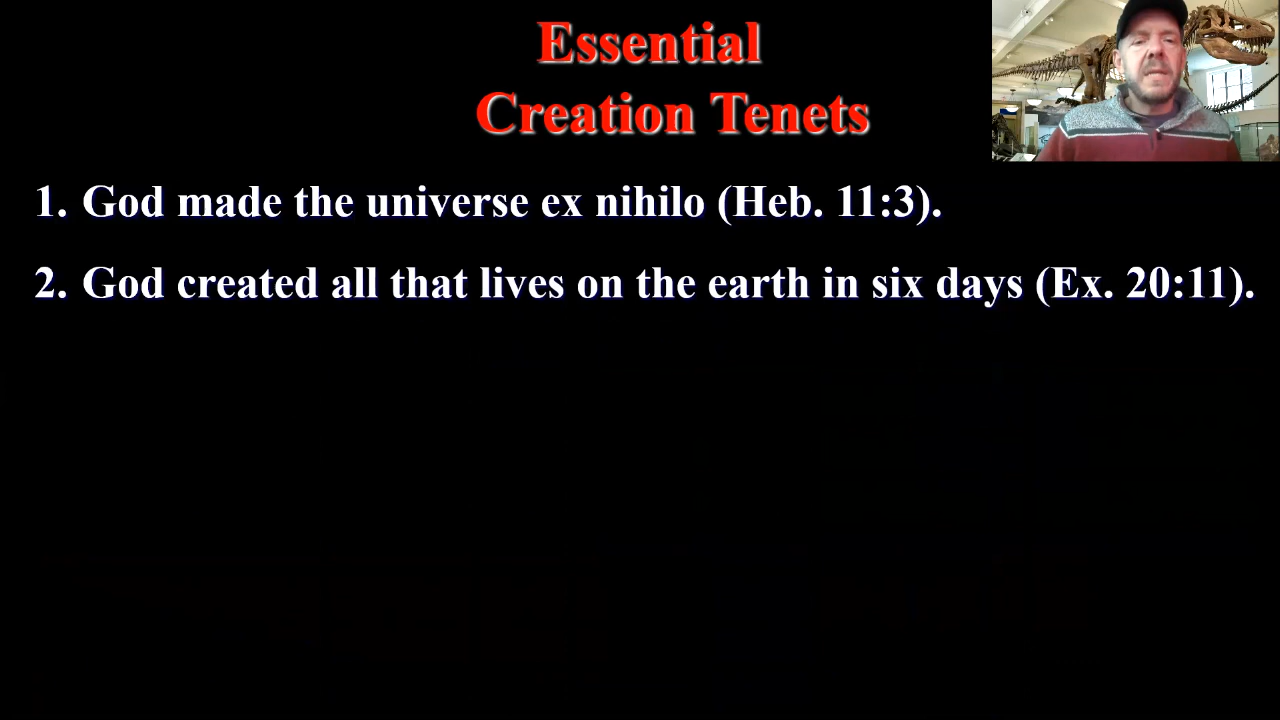 Essential
Creation Tenets
1. God made the universe ex nihilo (Heb. 11:3).
2. God created all that lives on the earth in six days (Ex. 20:11).